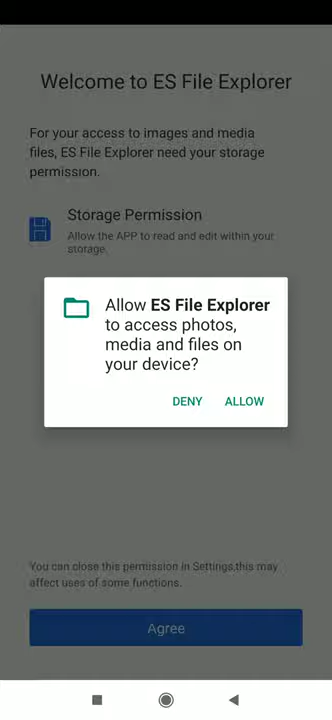 Welcome to ES File Explorer
For your access to images and media
files, ES File Explorer need your storage
permission.
Storage Permission
Allow the APP to read and edit within your
storage.
Allow ES File Explorer
to access photos,
media and files on
your device?
DENY ALLOW
You can close this permission in Settings,this may
affect uses of some functions.
Agree